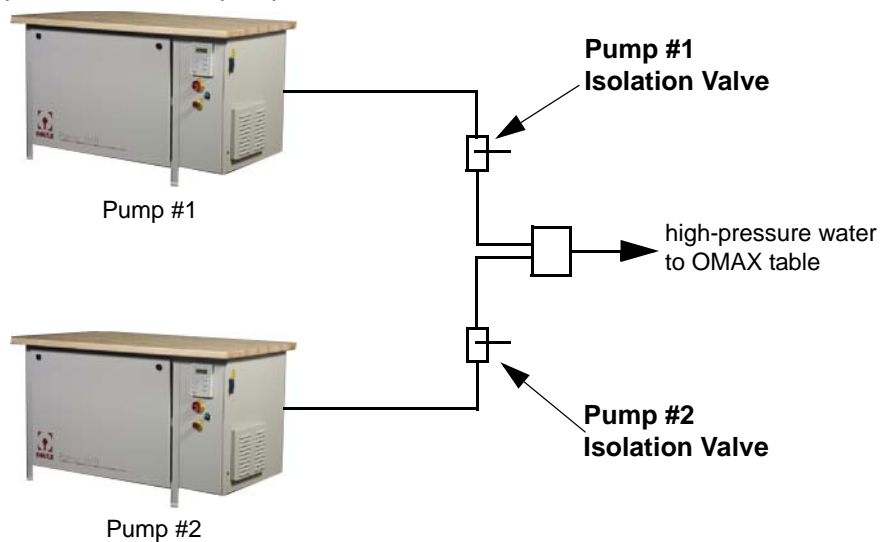 Pump #1
Isolation Valve
Pump #1
high-pressure water
to OMAX table
Pump #2
Isolation Valve
Pump #2